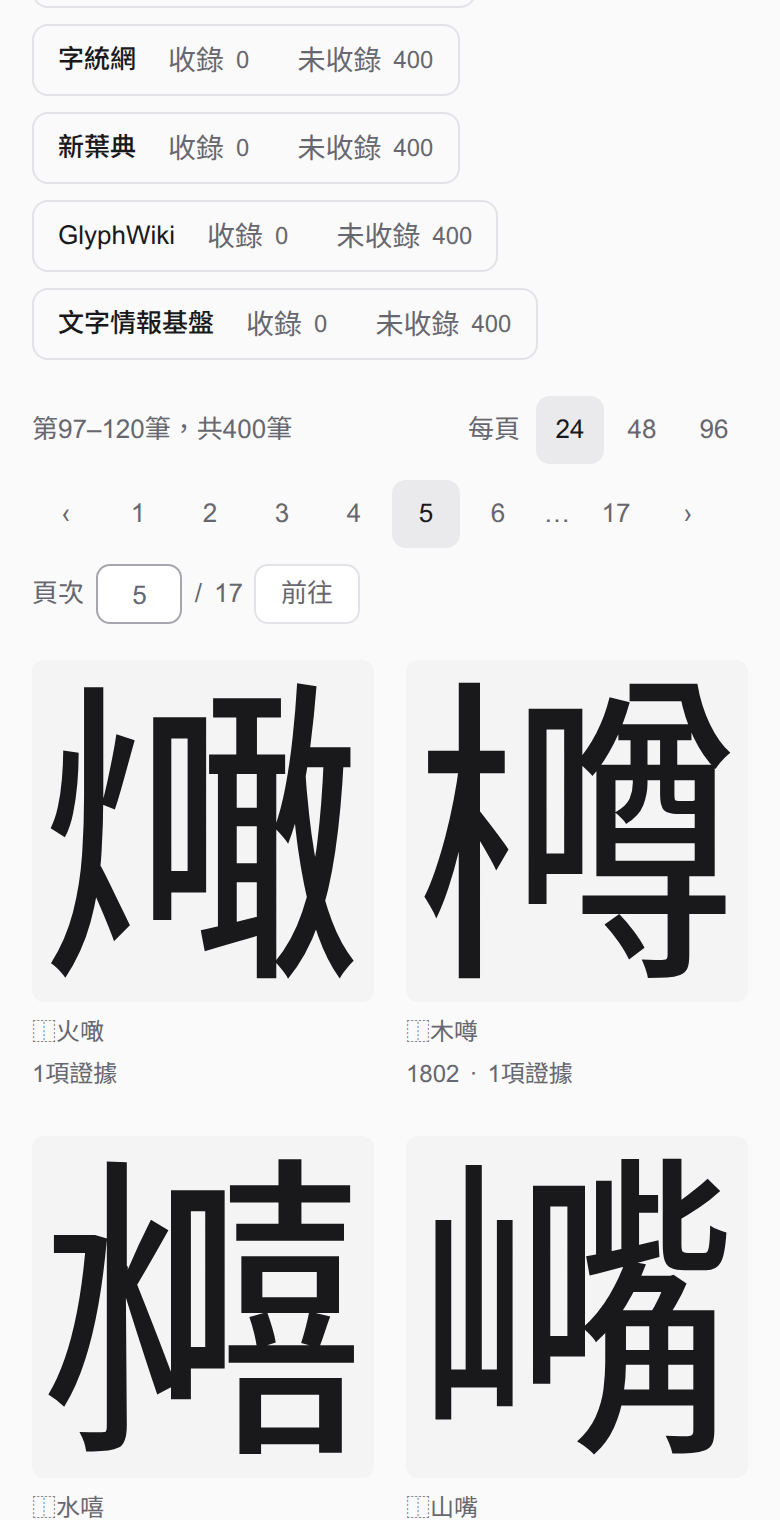 字統網 收錄 0 未收錄 400
新葉典 收錄 0 未收錄 400
GlyphWiki 收錄 0 未收錄 400
文字情報基盤 收錄 0 未收錄 400
第97–120筆，共400筆 每頁 24 48 96
‹ 1 2 3 4 5 6 … 17 ›
頁次 5 / 17 前往
⿰火噉 ⿰木噂
1項證據 1802 · 1項證據
⿰水嘻 ⿰山嘴